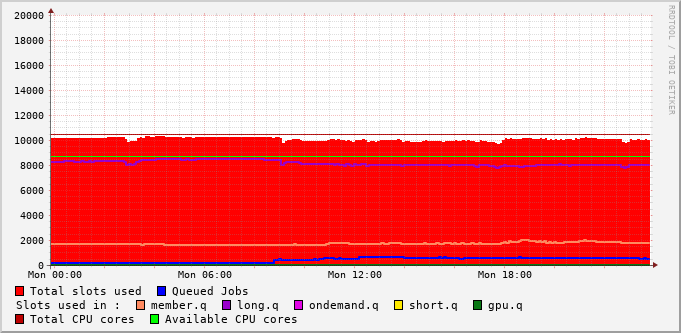 RRDTOOL / TOBI OETIKER
20000
18000
16000
14000
12000
10000
8000
6000
4000
2000
0
Mon 00:00 Mon 06:00 Mon 12:00 Mon 18:00
Total slots used Queued Jobs
Slots used in : member.q long.q ondemand.q short.q gpu.q
Total CPU cores Available CPU cores